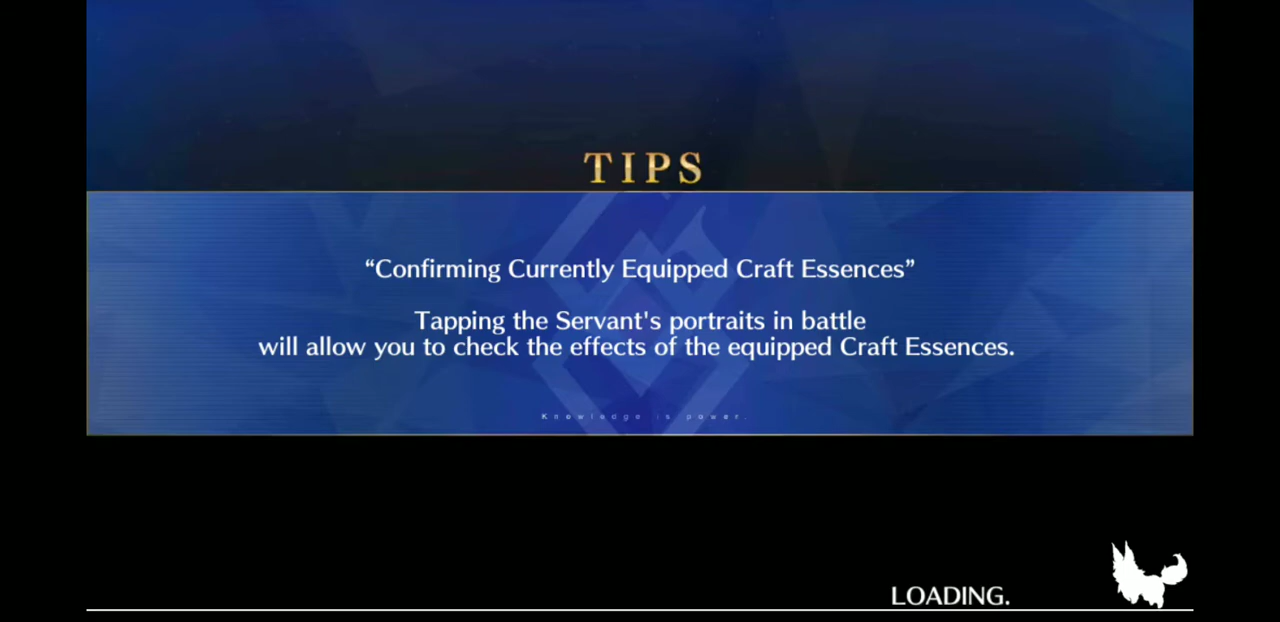 TIPS
“Confirming Currently Equipped Craft Essences”
Tapping the Servant's portraits in battle
will allow you to check the effects of the equipped Craft Essences.
Knowledge is power.
LOADING.